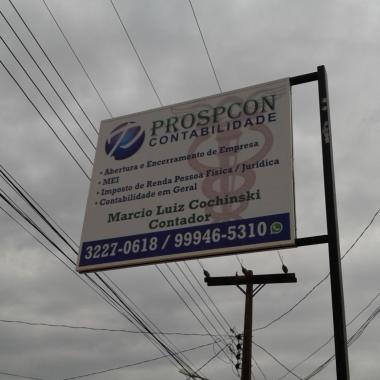 PROSPCON
CONTABILIDADE
• Abertura e Encerramento de Empresa
• MEI
• Imposto de Renda Pessoa Física / Jurídica
• Contabilidade em Geral
Marcio Luiz Cochinski
Contador
3227-0618 / 99946-5310